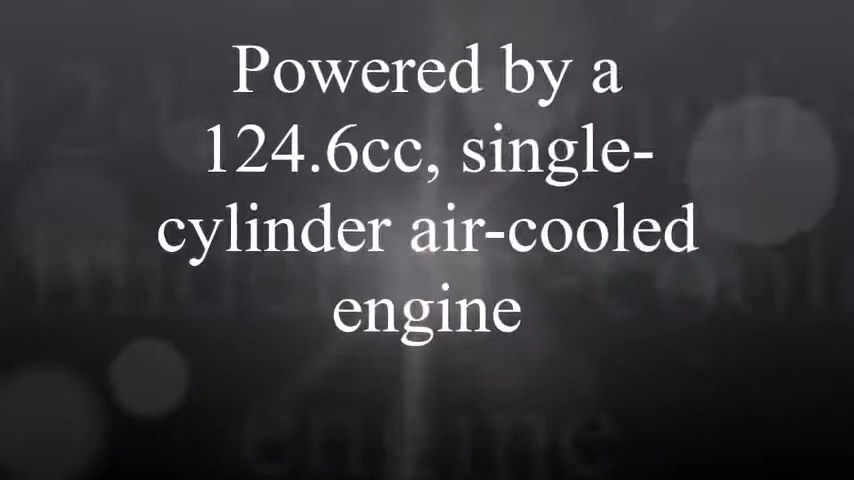 Powered by a
124.6cc, single-
cylinder air-cooled
engine